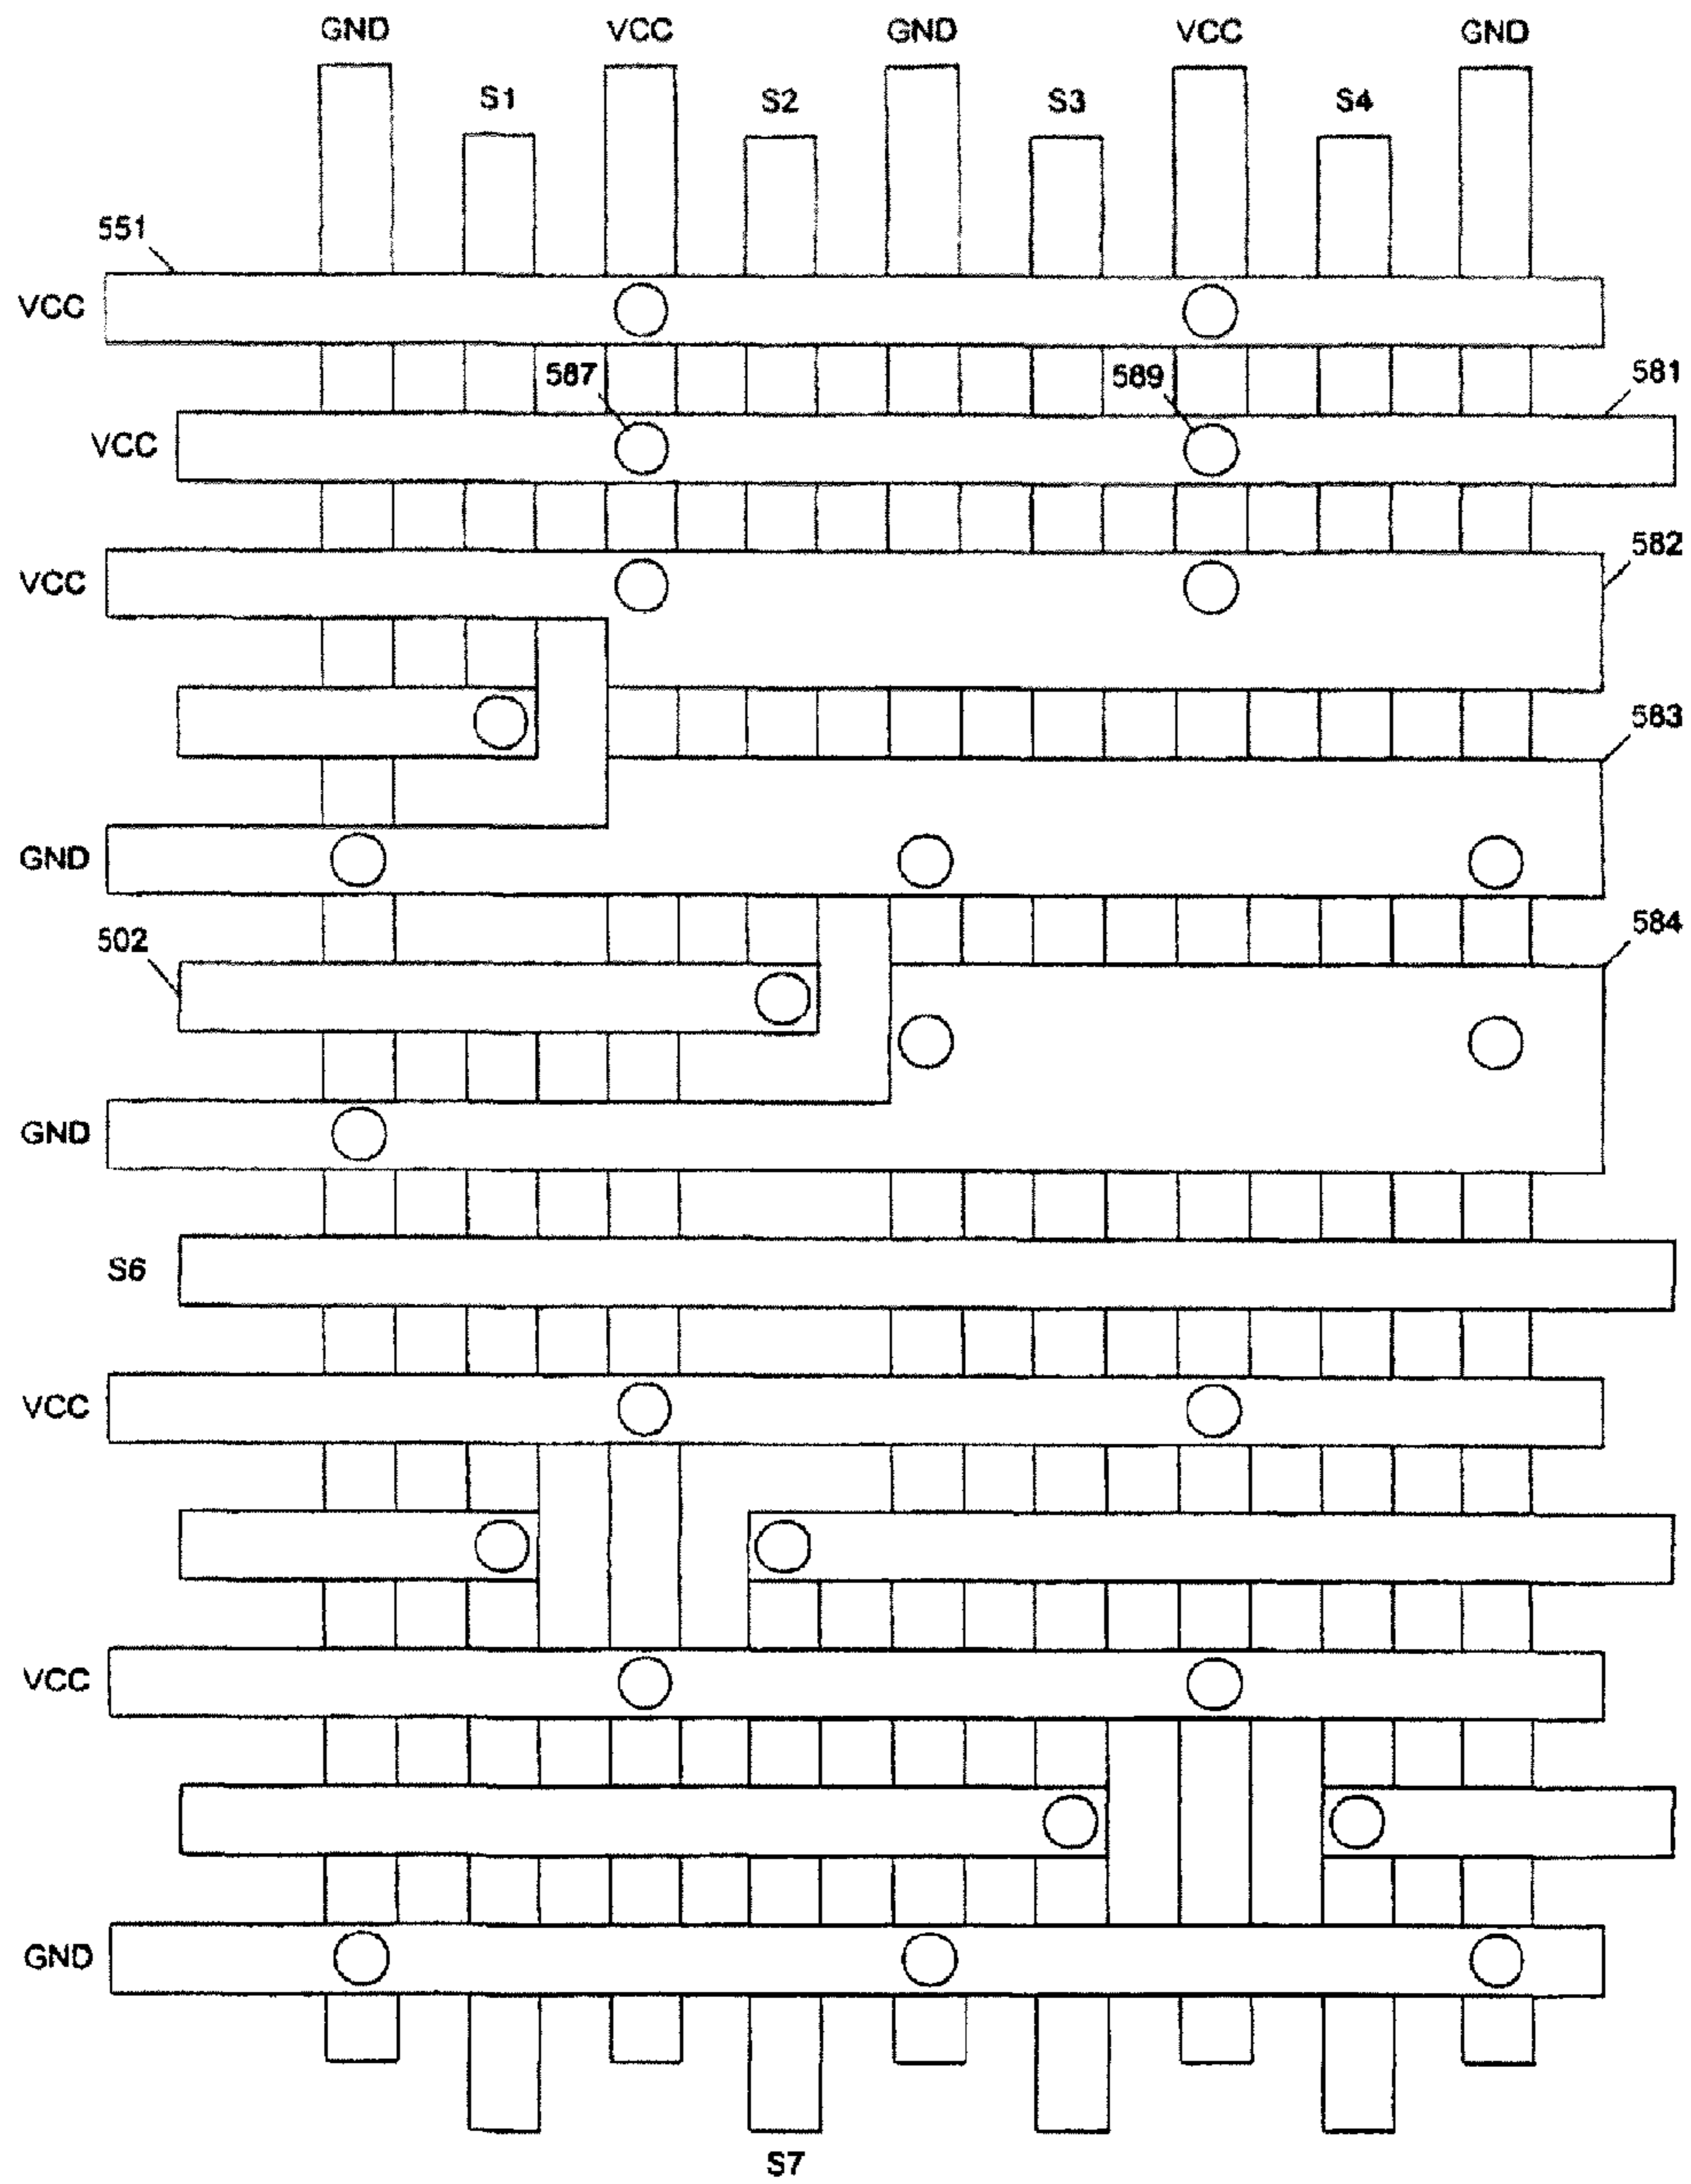 GND VCC GND VCC GND
S1 S2 S3 S4
551
VCC
587 589 581
VCC
582
VCC
583
GND
502 584
GND
S6
VCC
VCC
GND
S7